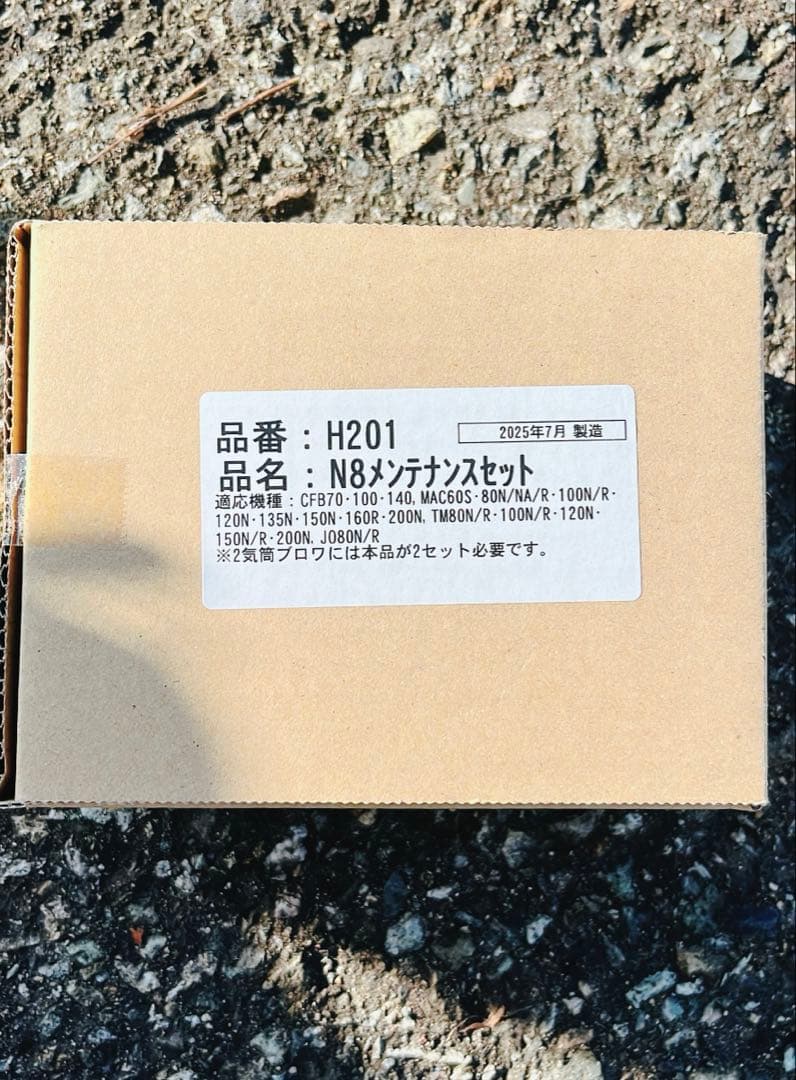 品番：H201
2025年7月 製造
品名：N8メンテナンスセット
適応機種：CFB70･100･140, MAC60S･80N/NA/R･100N/R･
120N･135N･150N･160R･200N, TM80N/R･100N/R･120N･
150N/R･200N, JO80N/R
※2気筒ブロワには本品が2セット必要です。